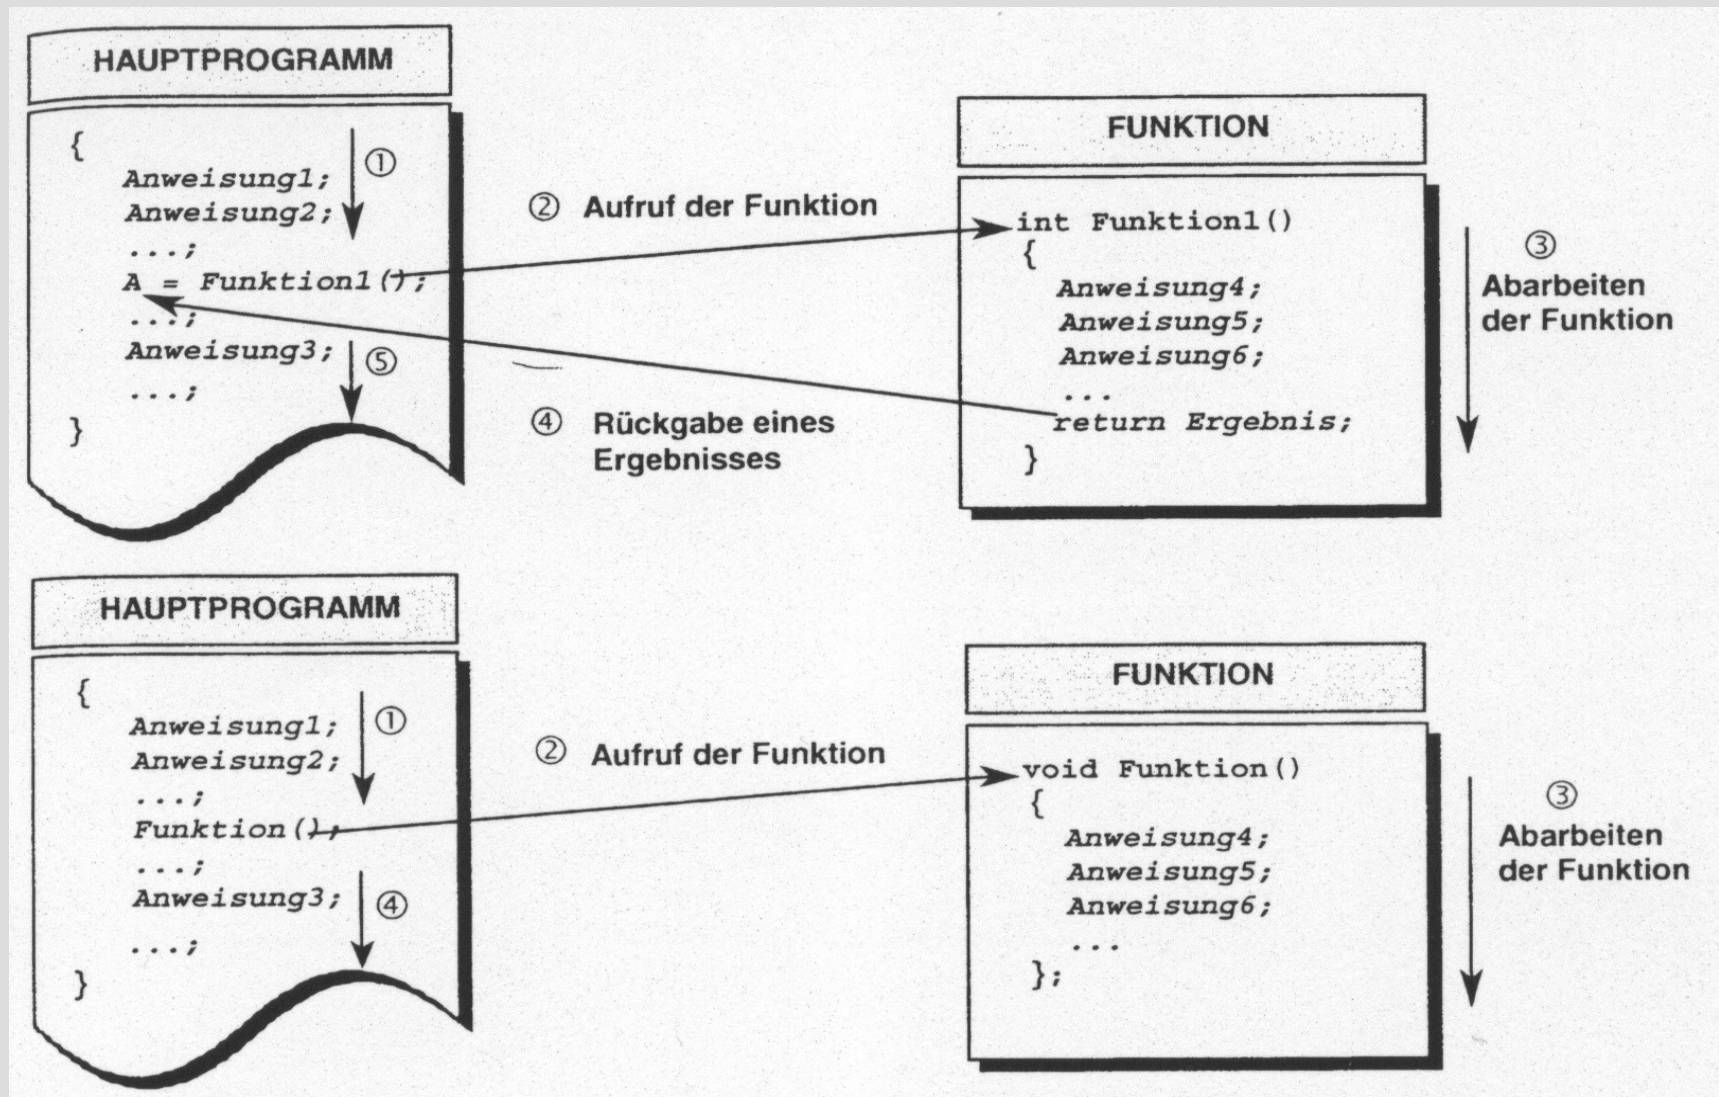 HAUPTPROGRAMM
{
Anweisung1;
Anweisung2;
...;
A = Funktion1();
...;
Anweisung3;
...;
}
①
⑤
② Aufruf der Funktion
④ Rückgabe eines
Ergebnisses
FUNKTION
int Funktion1()
{
Anweisung4;
Anweisung5;
Anweisung6;
...
return Ergebnis;
}
③
Abarbeiten
der Funktion
HAUPTPROGRAMM
{
Anweisung1;
Anweisung2;
...;
Funktion();
...;
Anweisung3;
...;
}
①
④
② Aufruf der Funktion
FUNKTION
void Funktion()
{
Anweisung4;
Anweisung5;
Anweisung6;
...
};
③
Abarbeiten
der Funktion